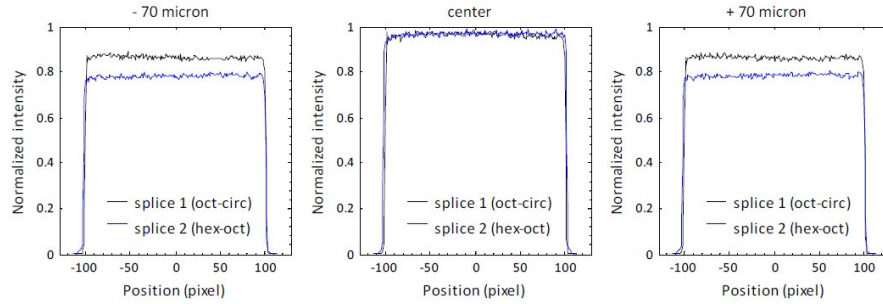 - 70 micron
Normalized intensity
1
0.8
0.6
0.4
0.2
0
splice 1 (oct-circ)
splice 2 (hex-oct)
-100
-50
0
50
100
Position (pixel)
center
Normalized intensity
1
0.8
0.6
0.4
0.2
0
splice 1 (oct-circ)
splice 2 (hex-oct)
-100
-50
0
50
100
Position (pixel)
+ 70 micron
Normalized intensity
1
0.8
0.6
0.4
0.2
0
splice 1 (oct-circ)
splice 2 (hex-oct)
-100
-50
0
50
100
Position (pixel)